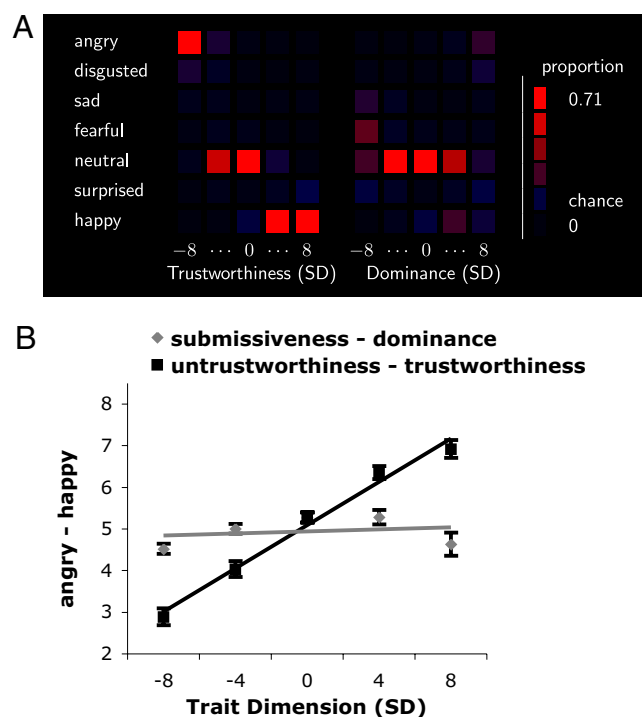 A
angry
disgusted
sad
fearful
neutral
surprised
happy
−8 ··· 0 ··· 8
Trustworthiness (SD)
−8 ··· 0 ··· 8
Dominance (SD)
proportion
0.71
chance
0
B
submissiveness - dominance
untrustworthiness - trustworthiness
angry - happy
8
7
6
5
4
3
2
-8 -4 0 4 8
Trait Dimension (SD)